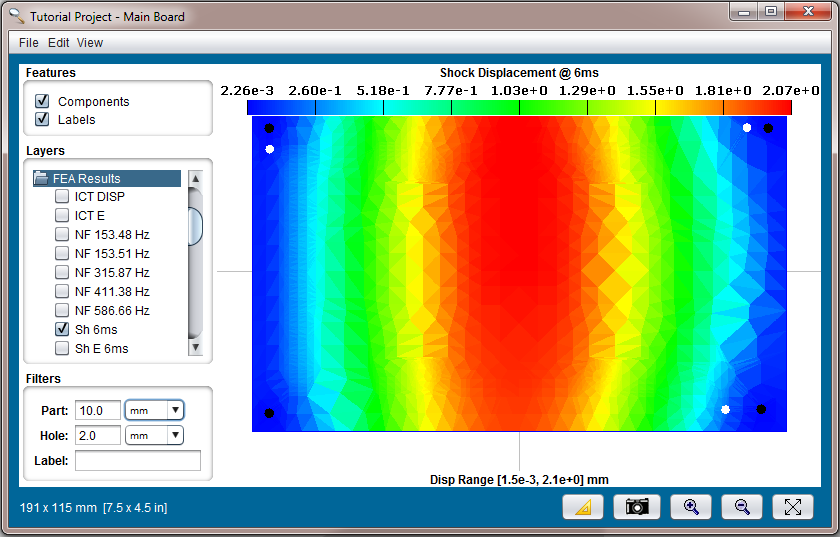 Tutorial Project - Main Board
File Edit View
Features
Components
Labels
Layers
FEA Results
ICT DISP
ICT E
NF 153.48 Hz
NF 153.51 Hz
NF 315.87 Hz
NF 411.38 Hz
NF 586.66 Hz
Sh 6ms
Sh E 6ms
Filters
Part: 10.0 mm
Hole: 2.0 mm
Label:
Shock Displacement @ 6ms
2.26e-3 2.60e-1 5.18e-1 7.77e-1 1.03e+0 1.29e+0 1.55e+0 1.81e+0 2.07e+0
Disp Range [1.5e-3, 2.1e+0] mm
191 x 115 mm [7.5 x 4.5 in]